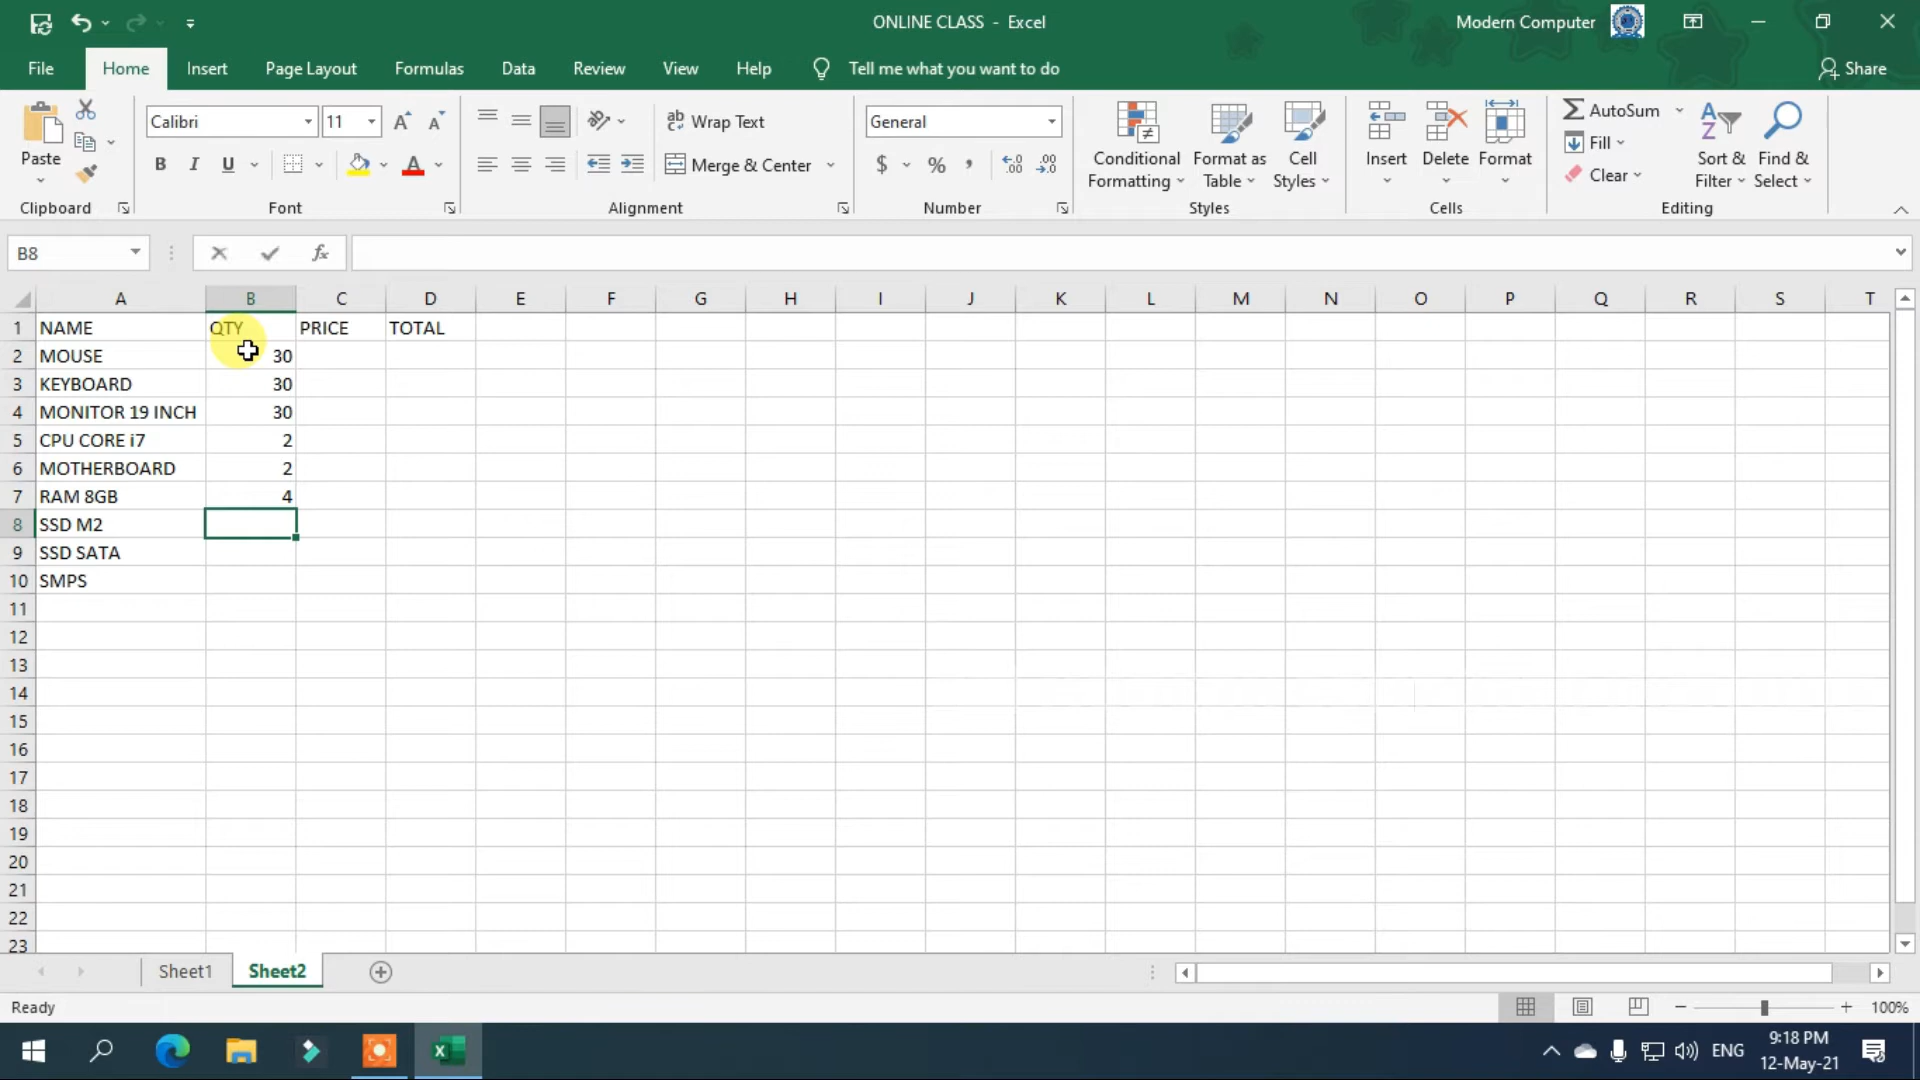 ONLINE CLASS - Excel
Modern Computer
File Home Insert Page Layout Formulas Data Review View Help Tell me what you want to do Share
Paste
Clipboard
Calibri 11
B I U A
Font
ab Wrap Text
Merge & Center
Alignment
General
$ % ,
Number
Conditional Formatting
Format as Table
Cell Styles
Styles
Insert
Delete
Format
Cells
AutoSum
Fill
Clear
Sort & Filter
Find & Select
Editing
B8 fx
A B C D E F G H I J K L M N O P Q R S T
1 NAME QTY PRICE TOTAL
2 MOUSE 30
3 KEYBOARD 30
4 MONITOR 19 INCH 30
5 CPU CORE i7 2
6 MOTHERBOARD 2
7 RAM 8GB 4
8 SSD M2
9 SSD SATA
10 SMPS
11
12
13
14
15
16
17
18
19
20
21
22
23
Sheet1 Sheet2
Ready 100%
ENG 9:18 PM
12-May-21